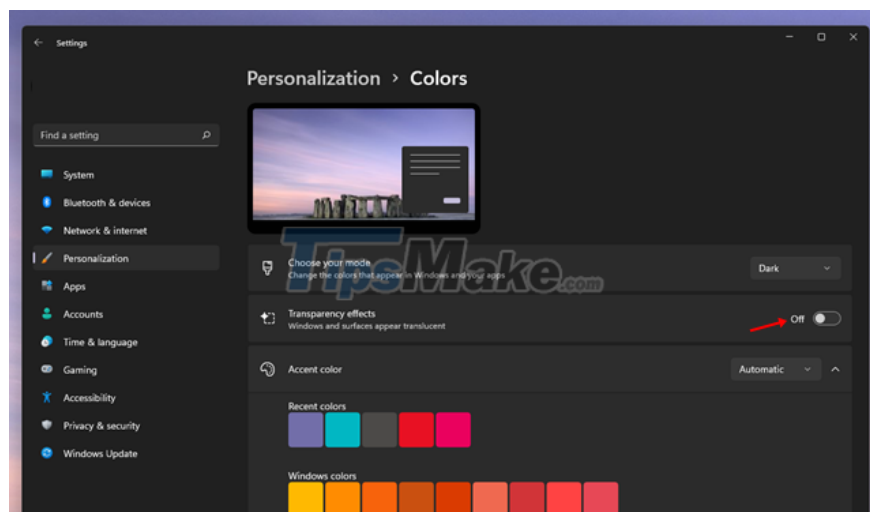 Settings
Personalization > Colors
Find a setting
System
Bluetooth & devices
Network & internet
Personalization
Apps
Accounts
Time & language
Gaming
Accessibility
Privacy & security
Windows Update
Choose your mode
Change the colors that appear in Windows and your apps
Dark
TipsMake.com
Transparency effects
Windows and surfaces appear translucent
Off
Accent color
Automatic
Recent colors
Windows colors